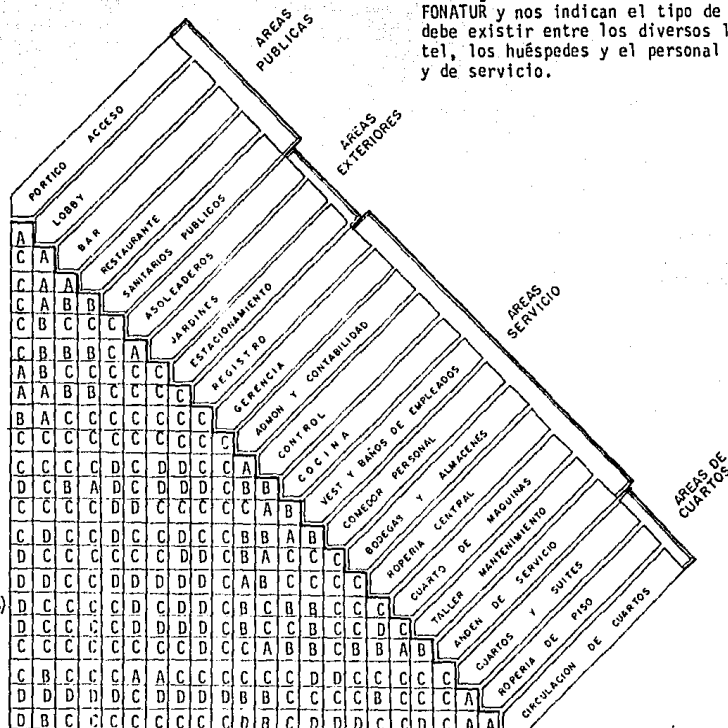 FONATUR y nos indican el tipo de
debe existir entre los diversos l
tel, los huéspedes y el personal
y de servicio.
AREAS
PUBLICAS
AREAS
EXTERIORES
AREAS
SERVICIO
AREAS DE
CUARTOS
PORTICO ACCESO
LOBBY
BAR
RESTAURANTE
SANITARIOS PUBLICOS
ASOLEADEROS
JARDINES
ESTACIONAMIENTO
REGISTRO
GERENCIA
ADMON Y CONTABILIDAD
CONTROL
COCINA
VEST Y BAÑOS DE EMPLEADOS
COMEDOR PERSONAL
BODEGAS Y ALMACENES
ROPERIA CENTRAL
CUARTO DE MAQUINAS
TALLER MANTENIMIENTO
ANDEN DE SERVICIO
CUARTOS Y SUITES
ROPERIA DE PISO
CIRCULACION DE CUARTOS
A
C A
C A A
C A B B
C B C C C
C B B B C A
A B C C C C C
A A B B C C C C
B A C C C C C C C
C C C C C C C C C C
C C C C D C D D C C A
D C B A D C D D D C B B
C C C C D D C C C C C A B
C D C C D C D C C B B A B
D C C C C C D D C B A C C C
D D C C D D D D D C A B C C C C
D C C C C D C D D C B C B B C C C
D C C C D D D D D C B C B C C D C
C C C C C C C D C C A B B C B B A B
C B C C A A C C C C C C D D C C C C C
D D D D D C D D D B B C C C C B C C C A
D B C C C C C C C C D B C D D D C C C A A